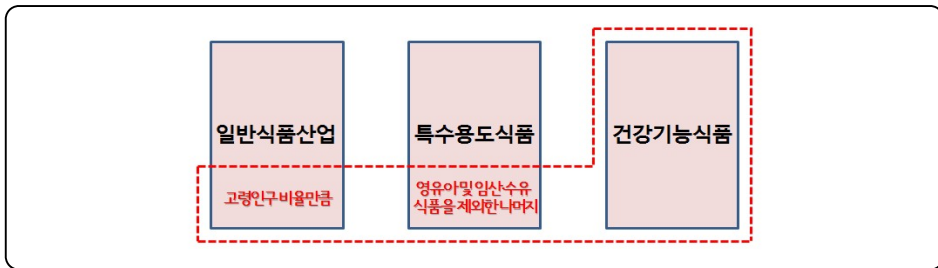 일반식품산업
특수용도식품
건강기능식품
고령인구 비율만큼
영유아 및 임산·수유
식품을 제외한 나머지